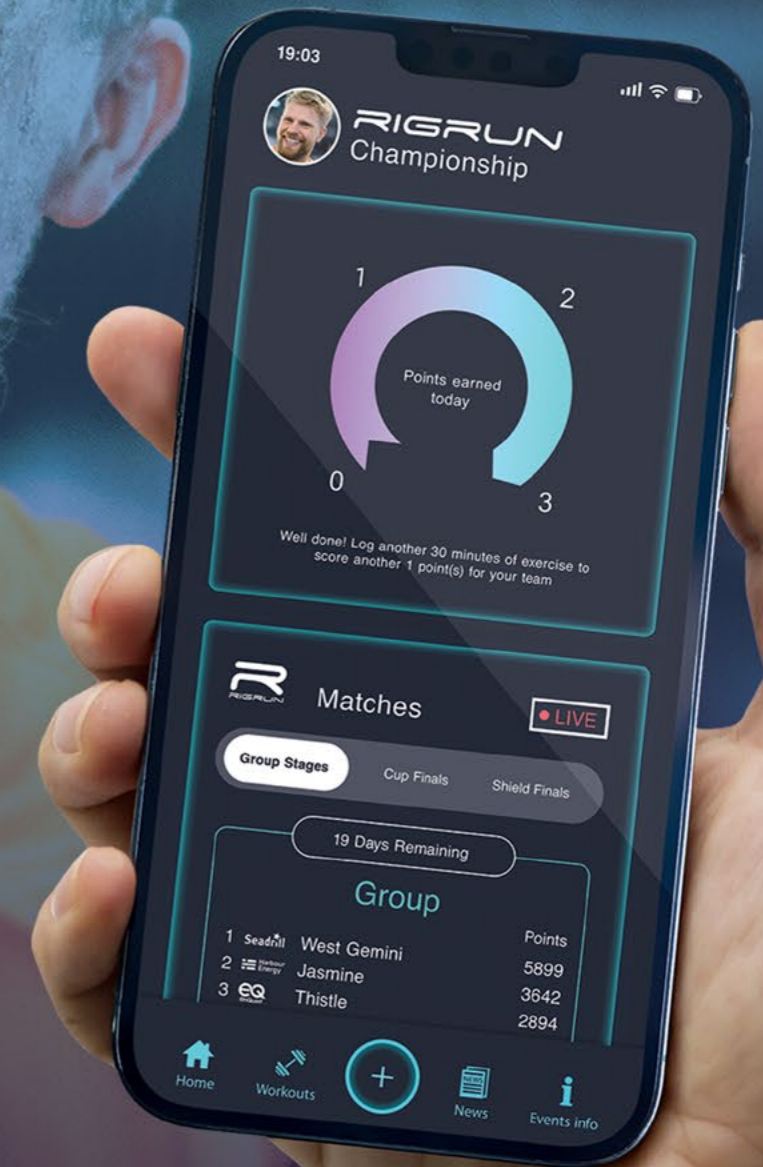 19:03
RIGRUN
Championship
1
2
Points earned
today
0
3
Well done! Log another 30 minutes of exercise to
score another 1 point(s) for your team
R
RIGRUN
Matches
LIVE
Group Stages
Cup Finals
Shield Finals
19 Days Remaining
Group
Points
1 Seadrill West Gemini 5899
2 Harbour Energy Jasmine 3642
3 EQ EnQuest Thistle 2894
Home
Workouts
+
NEWS
News
Events info